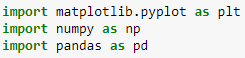 import matplotlib.pyplot as plt
import numpy as np
import pandas as pd